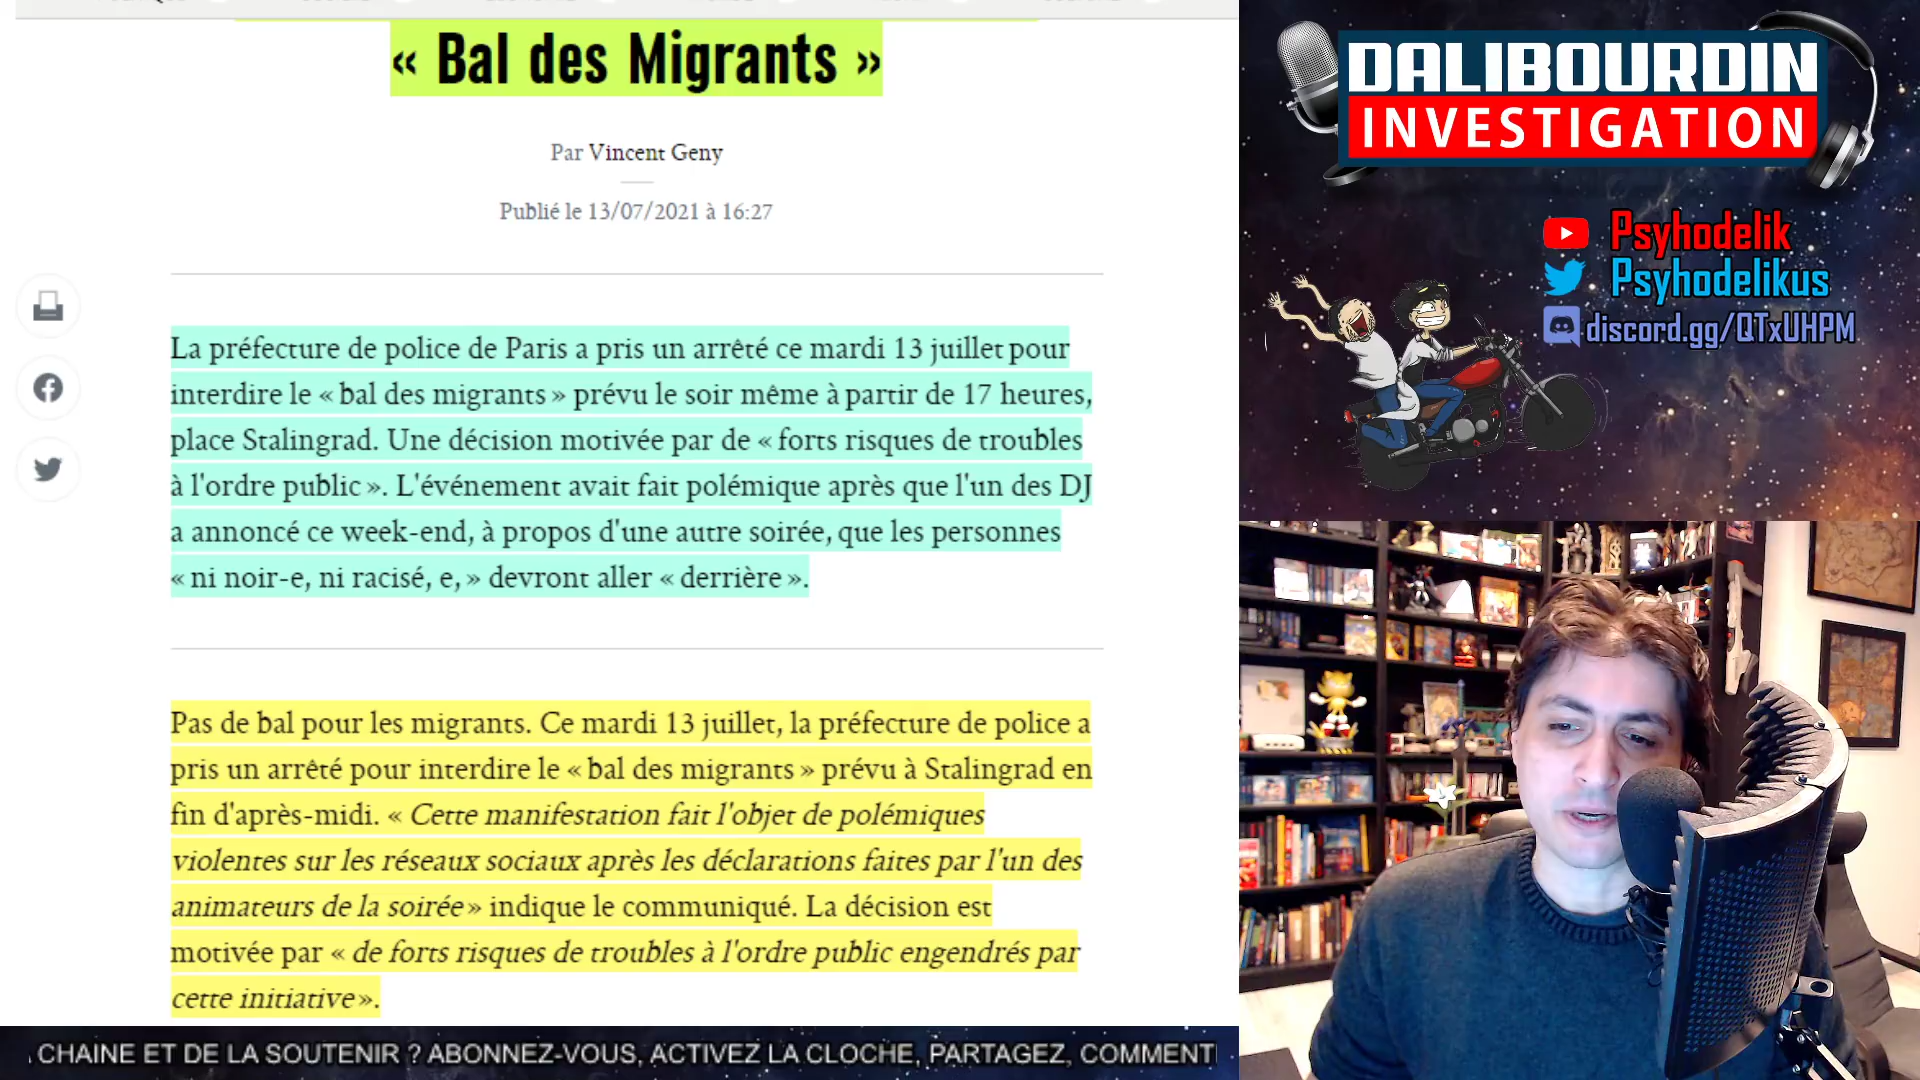 « Bal des Migrants »
Par Vincent Geny
Publié le 13/07/2021 à 16:27
La préfecture de police de Paris a pris un arrêté ce mardi 13 juillet pour
interdire le « bal des migrants » prévu le soir même à partir de 17 heures,
place Stalingrad. Une décision motivée par de « forts risques de troubles
à l'ordre public ». L'événement avait fait polémique après que l'un des DJ
a annoncé ce week-end, à propos d'une autre soirée, que les personnes
« ni noir-e, ni racisé, e, » devront aller « derrière ».
Pas de bal pour les migrants. Ce mardi 13 juillet, la préfecture de police a
pris un arrêté pour interdire le « bal des migrants » prévu à Stalingrad en
fin d'après-midi. « Cette manifestation fait l'objet de polémiques
violentes sur les réseaux sociaux après les déclarations faites par l'un des
animateurs de la soirée » indique le communiqué. La décision est
motivée par « de forts risques de troubles à l'ordre public engendrés par
cette initiative ».
CHAINE ET DE LA SOUTENIR ? ABONNEZ-VOUS, ACTIVEZ LA CLOCHE, PARTAGEZ, COMMENT
DALIBOURDIN
INVESTIGATION
Psyhodelik
Psyhodelikus
discord.gg/QTxUHPM